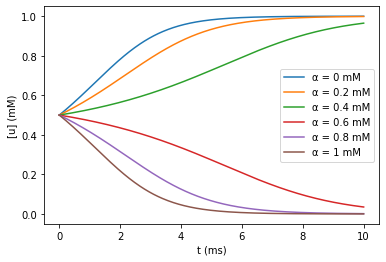 1.0
0.8
0.6
0.4
0.2
0.0
[u] (mM)
0
2
4
6
8
10
t (ms)
α = 0 mM
α = 0.2 mM
α = 0.4 mM
α = 0.6 mM
α = 0.8 mM
α = 1 mM